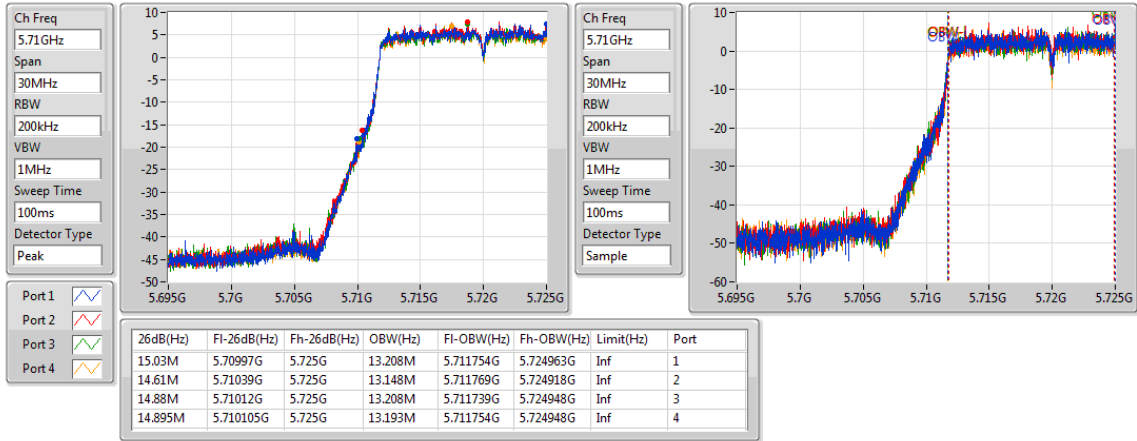 Ch Freq
5.71GHz
Span
30MHz
RBW
200kHz
VBW
1MHz
Sweep Time
100ms
Detector Type
Peak
10
5
0
-5
-10
-15
-20
-25
-30
-35
-40
-45
-50
5.695G 5.7G 5.705G 5.71G 5.715G 5.72G 5.725G
Ch Freq
5.71GHz
Span
30MHz
RBW
200kHz
VBW
1MHz
Sweep Time
100ms
Detector Type
Sample
10
0
-10
-20
-30
-40
-50
-60
5.695G 5.7G 5.705G 5.71G 5.715G 5.72G 5.725G
Port 1
Port 2
Port 3
Port 4
26dB(Hz) Fl-26dB(Hz) Fh-26dB(Hz) OBW(Hz) Fl-OBW(Hz) Fh-OBW(Hz) Limit(Hz) Port
15.03M 5.70997G 5.725G 13.208M 5.711754G 5.724963G Inf 1
14.61M 5.71039G 5.725G 13.148M 5.711769G 5.724918G Inf 2
14.88M 5.71012G 5.725G 13.208M 5.711739G 5.724948G Inf 3
14.895M 5.710105G 5.725G 13.193M 5.711754G 5.724948G Inf 4